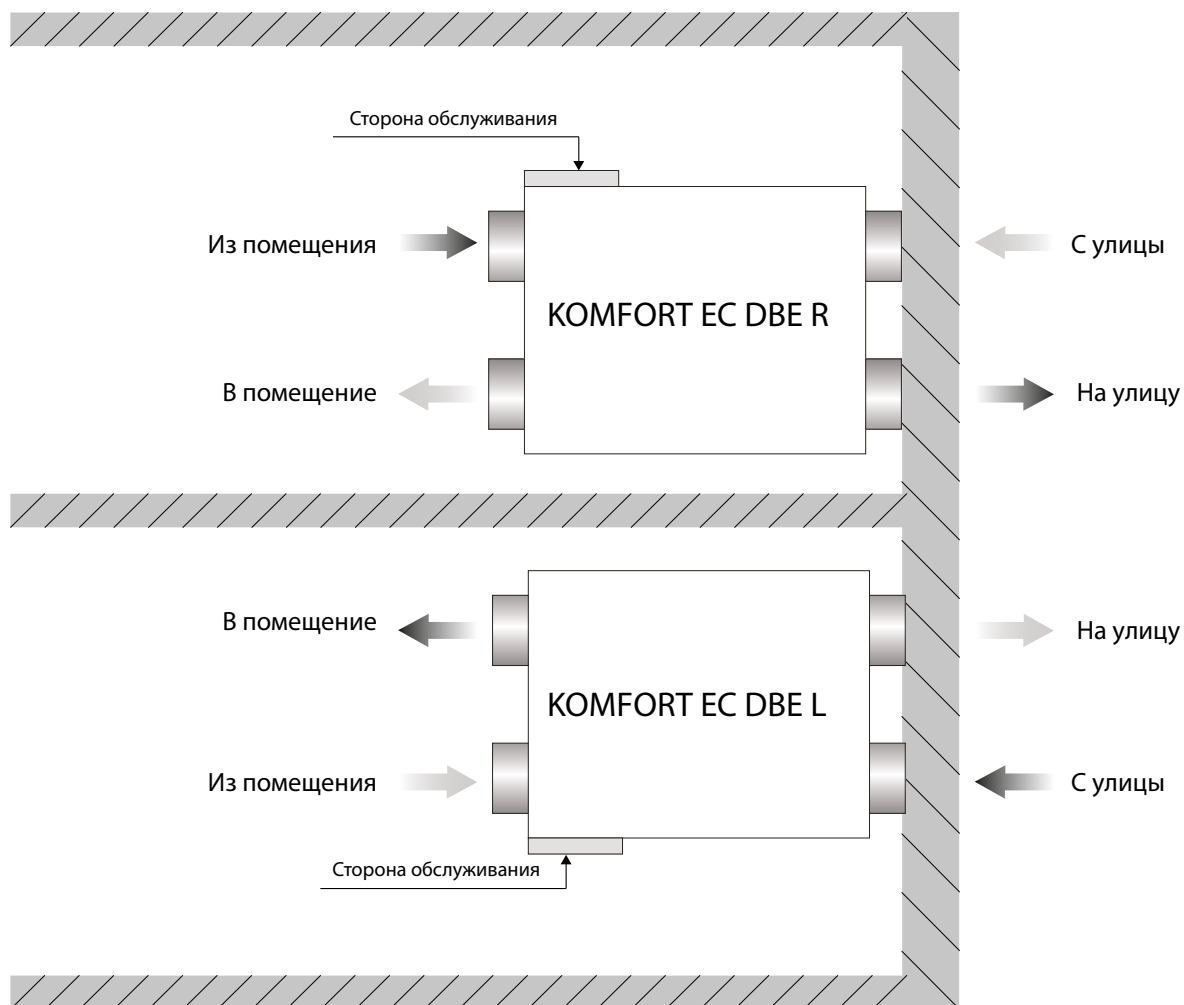 Сторона обслуживания
Из помещения
С улицы
KOMFORT EC DBE R
В помещение
На улицу
В помещение
На улицу
KOMFORT EC DBE L
Из помещения
С улицы
Сторона обслуживания